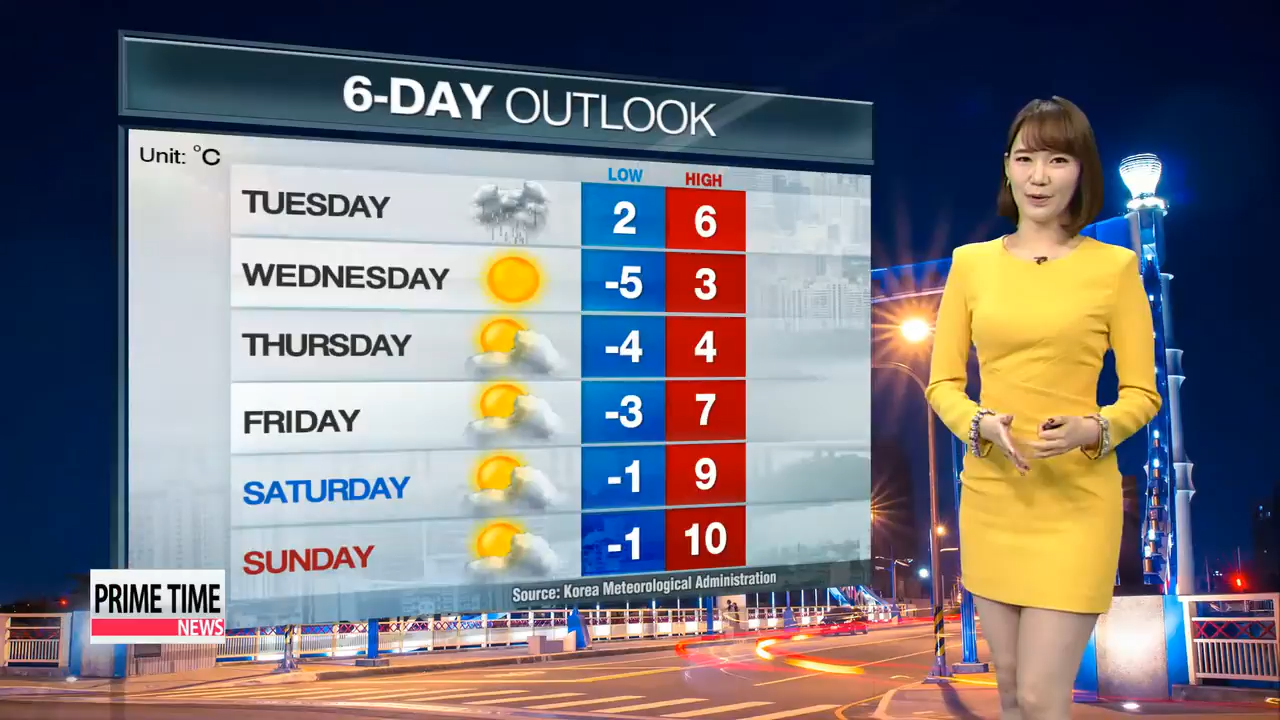 6-DAY OUTLOOK
Unit: °C
LOW HIGH
TUESDAY 2 6
WEDNESDAY -5 3
THURSDAY -4 4
FRIDAY -3 7
SATURDAY -1 9
SUNDAY -1 10
Source: Korea Meteorological Administration
PRIME TIME
NEWS